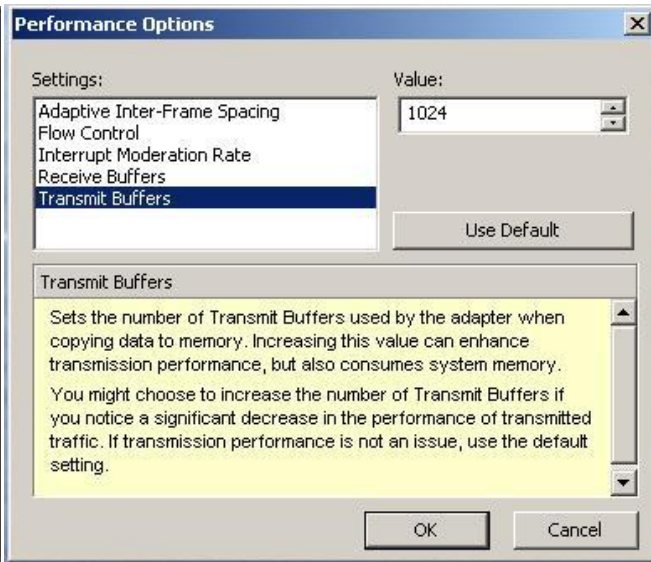 Performance Options
Settings:
Value:
Adaptive Inter-Frame Spacing
Flow Control
Interrupt Moderation Rate
Receive Buffers
Transmit Buffers
1024
Use Default
Transmit Buffers
Sets the number of Transmit Buffers used by the adapter when
copying data to memory. Increasing this value can enhance
transmission performance, but also consumes system memory.
You might choose to increase the number of Transmit Buffers if
you notice a significant decrease in the performance of transmitted
traffic. If transmission performance is not an issue, use the default
setting.
OK
Cancel